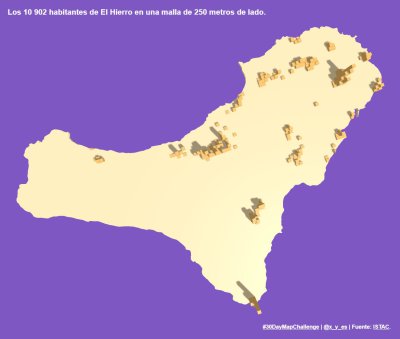 Los 10 902 habitantes de El Hierro en una malla de 250 metros de lado.
#30DayMapChallenge | @x_y_es | Fuente: ISTAC.